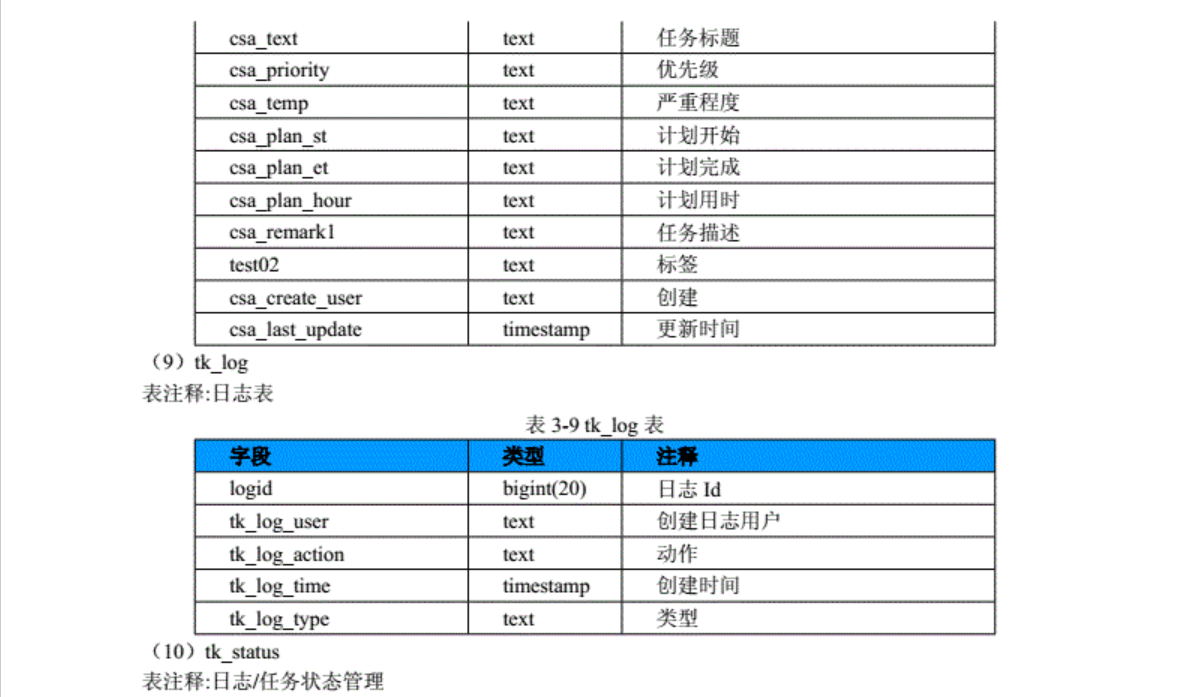 csa_text text 任务标题
csa_priority text 优先级
csa_temp text 严重程度
csa_plan_st text 计划开始
csa_plan_et text 计划完成
csa_plan_hour text 计划用时
csa_remark1 text 任务描述
test02 text 标签
csa_create_user text 创建
csa_last_update timestamp 更新时间
（9）tk_log
表注释:日志表
表 3-9 tk_log 表
字段 类型 注释
logid bigint(20) 日志 Id
tk_log_user text 创建日志用户
tk_log_action text 动作
tk_log_time timestamp 创建时间
tk_log_type text 类型
（10）tk_status
表注释:日志/任务状态管理